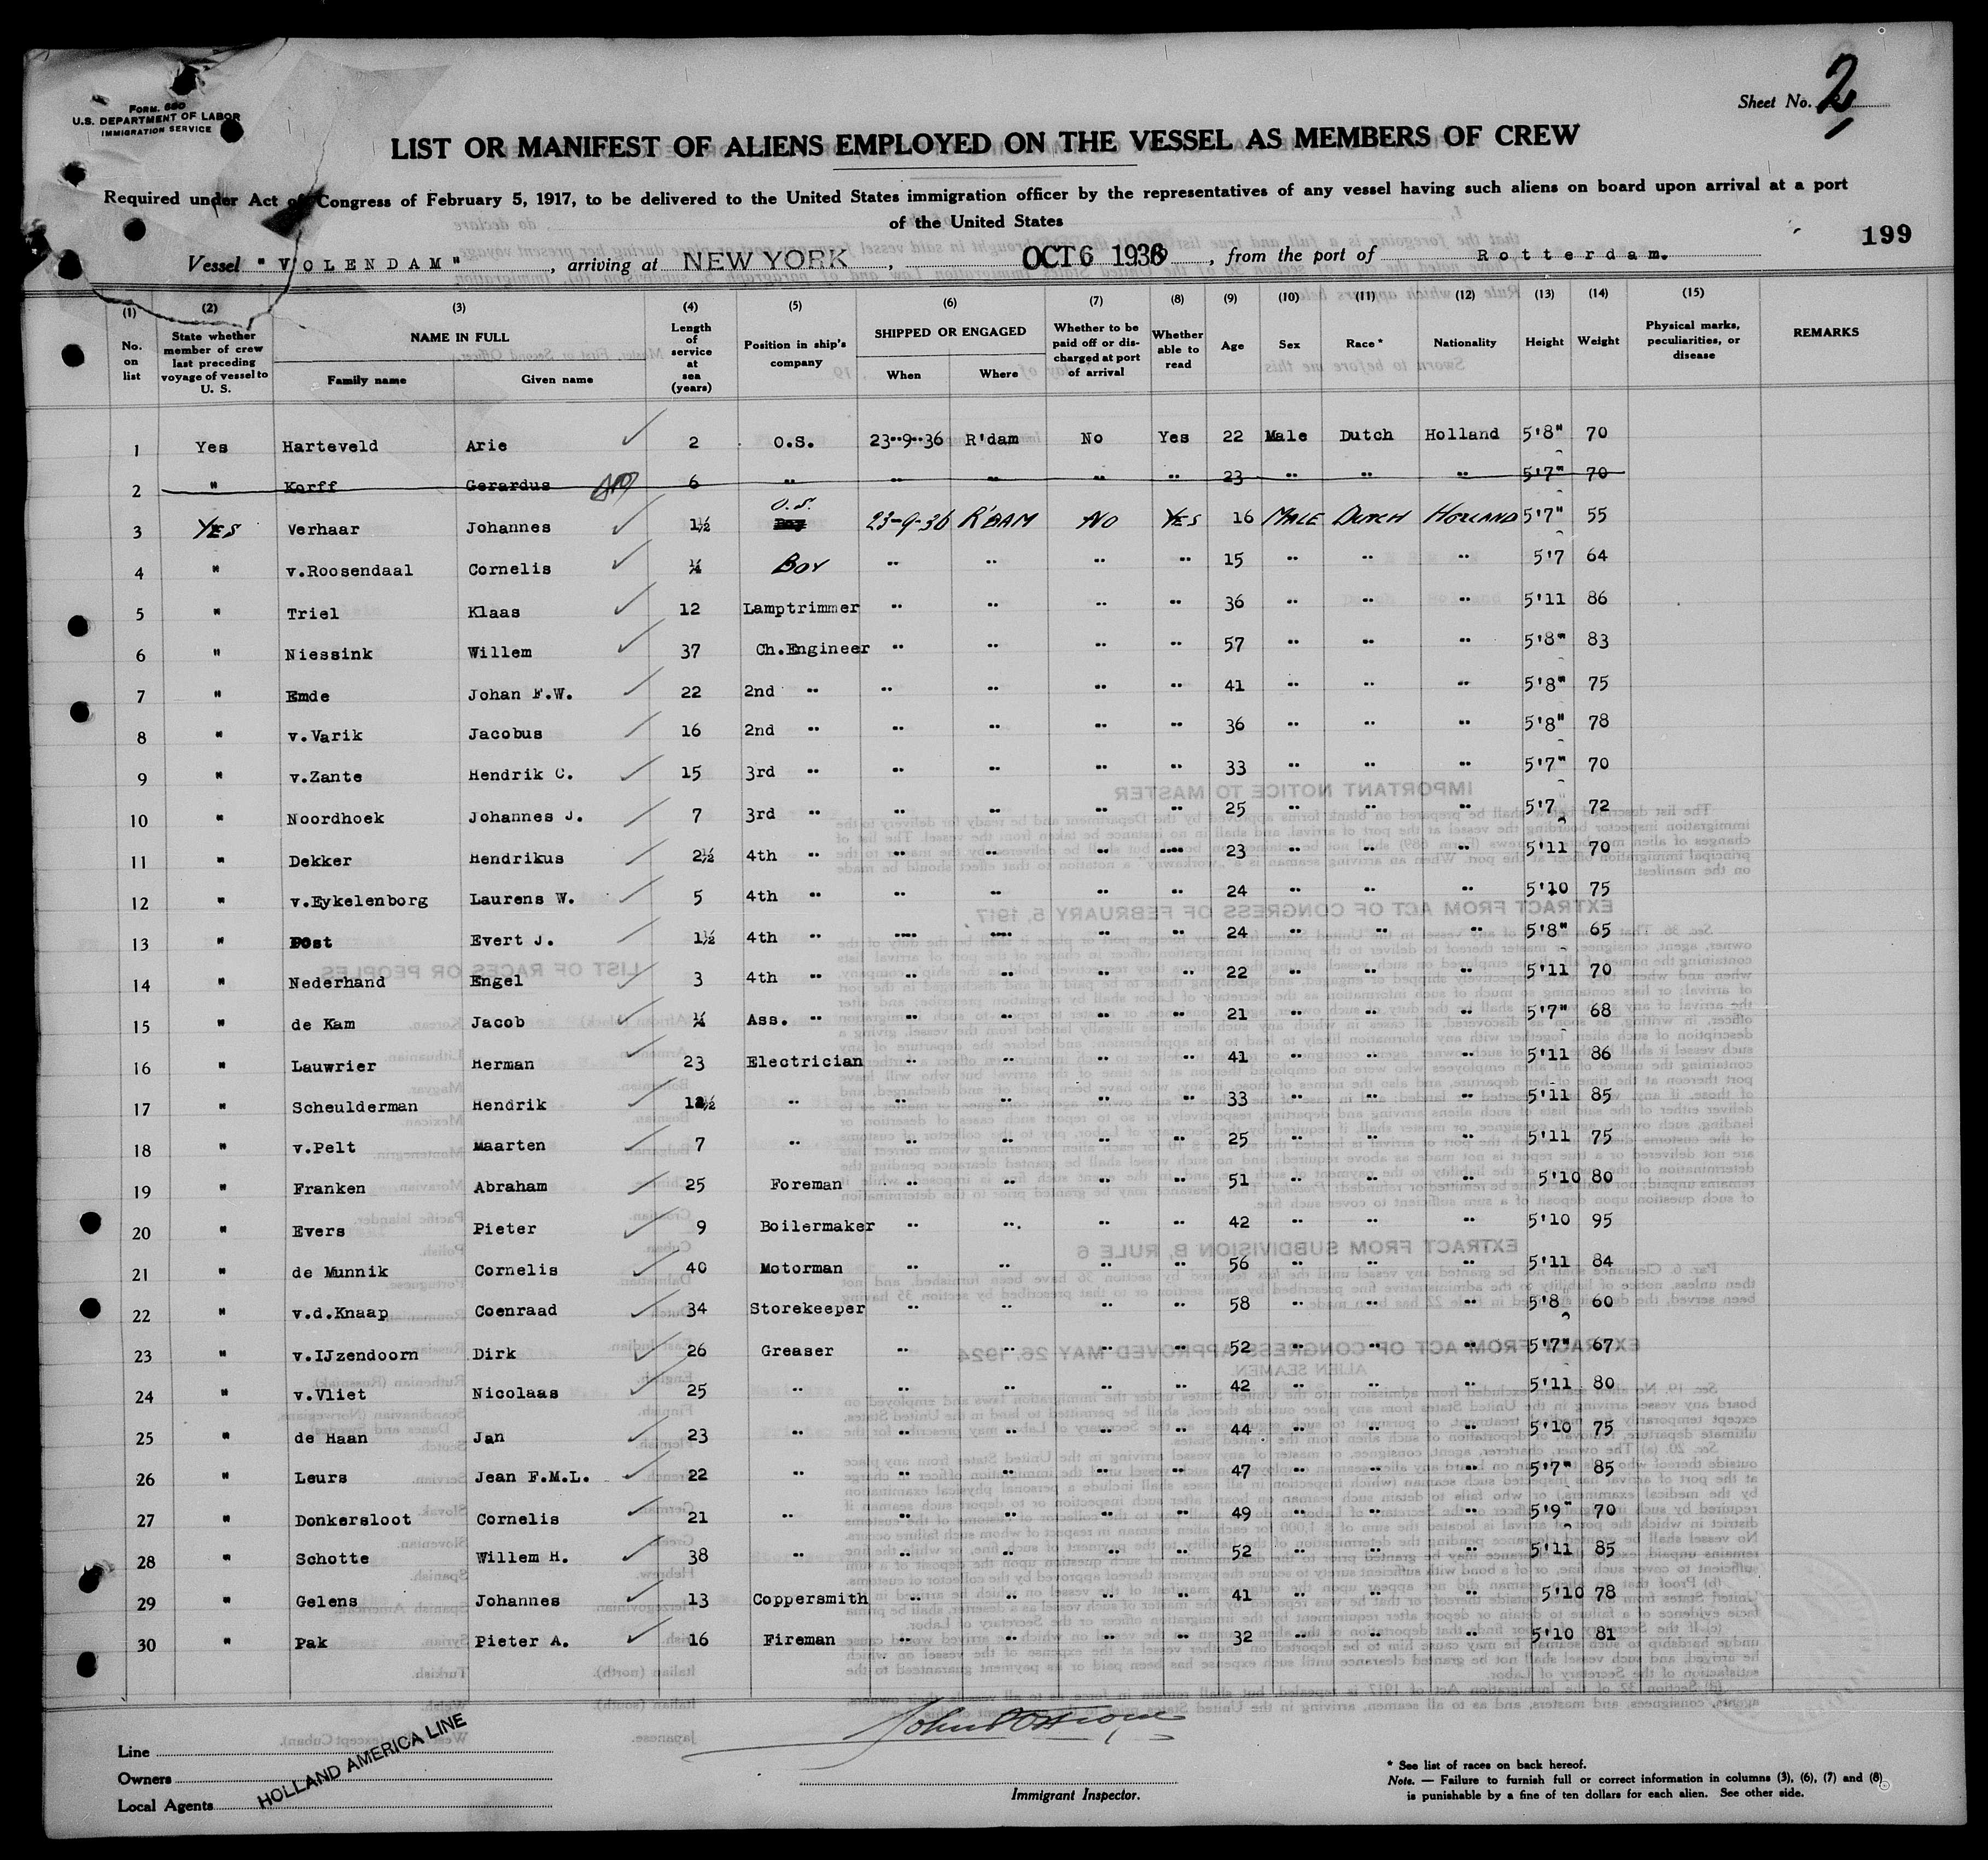 FORM. 680
U.S. DEPARTMENT OF LABOR
IMMIGRATION SERVICE
Sheet No. 2
LIST OR MANIFEST OF ALIENS EMPLOYED ON THE VESSEL AS MEMBERS OF CREW
Required under Act of Congress of February 5, 1917, to be delivered to the United States immigration officer by the representatives of any vessel having such aliens on board upon arrival at a port
of the United States
199
Vessel "VOLENDAM", arriving at NEW YORK, OCT 6 1936, from the port of Rotterdam.
(1) (2) (3) (4) (5) (6) (7) (8) (9) (10) (11) (12) (13) (14) (15)
No. on list State whether member of crew last preceding voyage of vessel to U. S. NAME IN FULL Family name Given name Length of service at sea (years) Position in ship's company SHIPPED OR ENGAGED When Where Whether to be paid off or discharged at port of arrival Whether able to read Age Sex Race* Nationality Height Weight Physical marks, peculiarities, or disease REMARKS
1 Yes Harteveld Arie 2 O.S. 23-9-36 R'dam No Yes 22 Male Dutch Holland 5'8" 70
2 " Korff Gerardus 6 " " " " " 23 " " " 5'7" 70
3 YES Verhaar Johannes 1½ O.S. 23-9-36 R'DAM NO YES 16 MALE DUTCH HOLLAND 5'7" 55
4 " v.Roosendaal Cornelis ¼ BOY " " " " 15 " " " 5'7 64
5 " Triel Klaas 12 Lamptrimmer " " " " 36 " " " 5'11 86
6 " Niessink Willem 37 Ch.Engineer " " " " 57 " " " 5'8" 83
7 " Emde Johan F.W. 22 2nd " " " " " 41 " " " 5'8" 75
8 " v.Varik Jacobus 16 2nd " " " " " 36 " " " 5'8" 78
9 " v.Zante Hendrik C. 15 3rd " " " " " 33 " " " 5'7" 70
10 " Noordhoek Johannes J. 7 3rd " " " " " 25 " " " 5'7 72
11 " Dekker Hendrikus 2½ 4th " " " " " 23 " " " 5'11 70
12 " v.Eykelenborg Laurens W. 5 4th " " " " " 24 " " " 5'10 75
13 " Post Evert J. 1½ 4th " " " " " 24 " " " 5'8" 65
14 " Nederhand Engel 3 4th " " " " " 22 " " " 5'11 70
15 " de Kam Jacob ¼ Ass. " " " " " 21 " " " 5'7" 68
16 " Lauwrier Herman 23 Electrician " " " " 41 " " " 5'11 86
17 " Scheulderman Hendrik " " " " " 33 " " " 5'11 85
18 " v.Pelt Maarten 7 " " " " " 25 " " " 5'11 75
19 " Franken Abraham 25 Foreman " " " " 51 " " " 5'10 80
20 " Evers Pieter 9 Boilermaker " " " " 42 " " " 5'10 95
21 " de Munnik Cornelis 40 Motorman " " " " 56 " " " 5'11 84
22 " v.d.Knaap Coenraad 34 Storekeeper " " " " 58 " " " 5'8 60
23 " v.IJzendoorn Dirk 26 Greaser " " " " 52 " " " 5'7" 67
24 " v.Vliet Nicolaas 25 " " " " " 42 " " " 5'11 80
25 " de Haan Jan 23 " " " " " 44 " " " 5'10 75
26 " Leurs Jean F.M.L. 22 " " " " " 47 " " " 5'7" 85
27 " Donkersloot Cornelis 21 " " " " " 49 " " " 5'9" 70
28 " Schotte Willem H. 38 " " " " " 52 " " " 5'11 85
29 " Gelens Johannes 13 Coppersmith " " " " 41 " " " 5'10 78
30 " Pak Pieter A. 16 Fireman " " " " 32 " " " 5'10 81
Line
Owners
Local Agents
HOLLAND AMERICA LINE
Immigrant Inspector.
* See list of races on back hereof.
Note. — Failure to furnish full or correct information in columns (3), (6), (7) and (8)
is punishable by a fine of ten dollars for each alien. See other side.